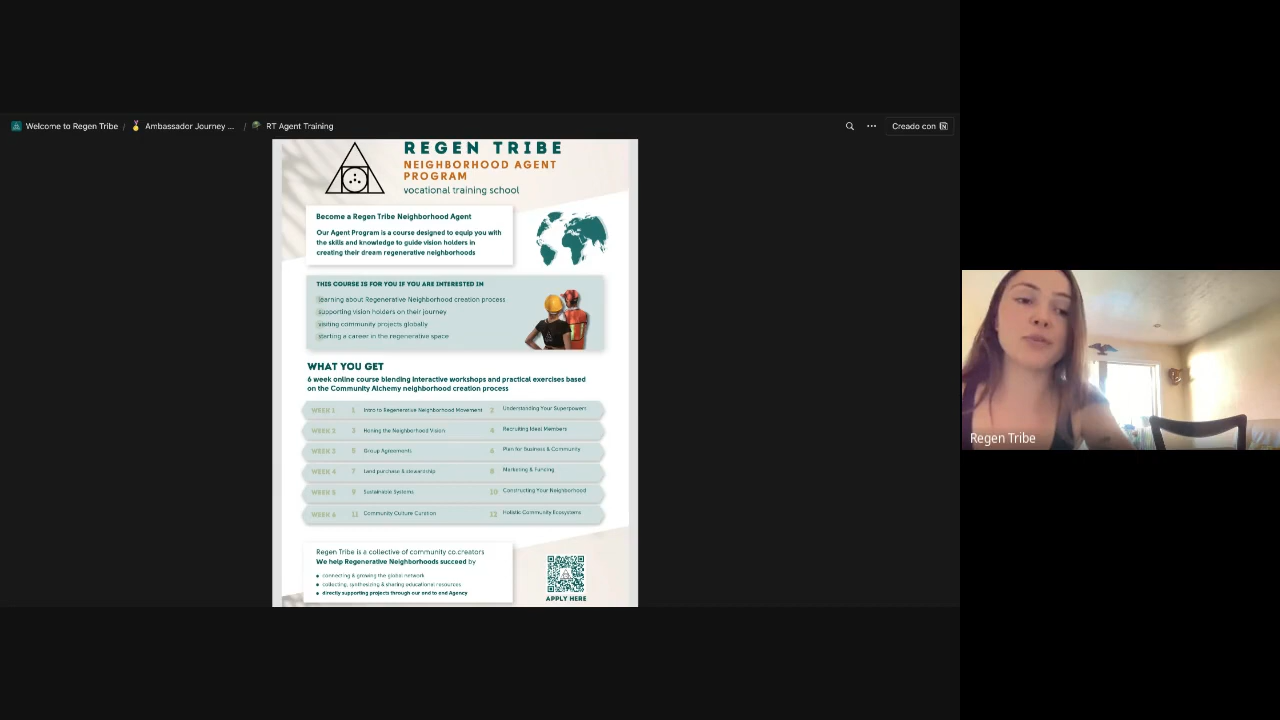 Welcome to Regen Tribe / Ambassador Journey ... / RT Agent Training
Creado con
REGEN TRIBE
NEIGHBORHOOD AGENT
PROGRAM
vocational training school
Become a Regen Tribe Neighborhood Agent
Our Agent Program is a course designed to equip you with
the skills and knowledge to guide vision holders in
creating their dream regenerative neighborhoods
THIS COURSE IS FOR YOU IF YOU ARE INTERESTED IN
learning about Regenerative Neighborhood creation process
supporting vision holders on their journey
visiting community projects globally
starting a career in the regenerative space
WHAT YOU GET
6 week online course blending interactive workshops and practical exercises based
on the Community Alchemy neighborhood creation process
WEEK 1 1 Intro to Regenerative Neighborhood Movement 2 Understanding Your Superpowers
WEEK 2 3 Honing the Neighborhood Vision 4 Recruiting Ideal Members
WEEK 3 5 Group Agreements 6 Plan for Business & Community
WEEK 4 7 Land purchase & stewardship 8 Marketing & Funding
WEEK 5 9 Sustainable Systems 10 Constructing Your Neighborhood
WEEK 6 11 Community Culture Curation 12 Holistic Community Ecosystems
Regen Tribe is a collective of community co.creators
We help Regenerative Neighborhoods succeed by
• connecting & growing the global network
• collecting, synthesizing & sharing educational resources
• directly supporting projects through our end to end Agency
APPLY HERE
Regen Tribe